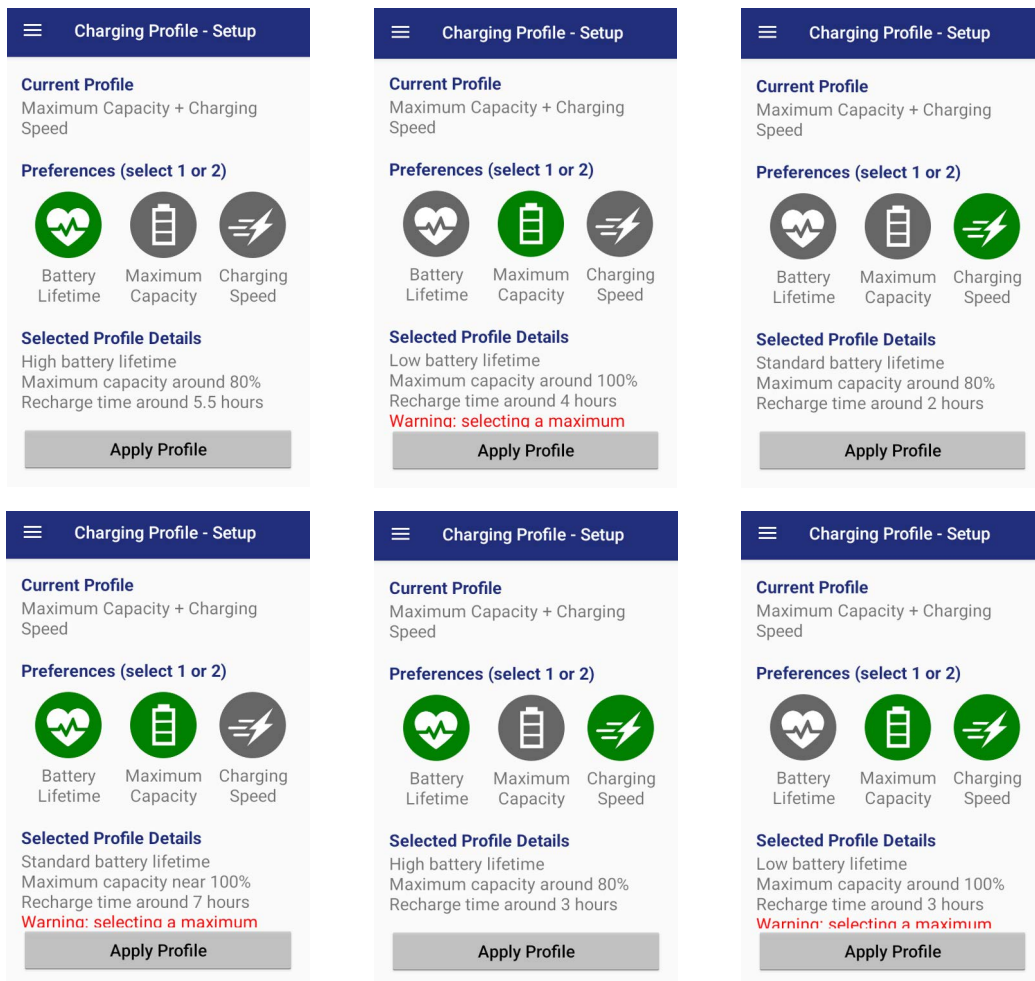 Charging Profile - Setup
Current Profile
Maximum Capacity + Charging
Speed
Preferences (select 1 or 2)
Battery
Lifetime
Maximum
Capacity
Charging
Speed
Selected Profile Details
High battery lifetime
Maximum capacity around 80%
Recharge time around 5.5 hours
Apply Profile
Charging Profile - Setup
Current Profile
Maximum Capacity + Charging
Speed
Preferences (select 1 or 2)
Battery
Lifetime
Maximum
Capacity
Charging
Speed
Selected Profile Details
Low battery lifetime
Maximum capacity around 100%
Recharge time around 4 hours
Warning: selecting a maximum
Apply Profile
Charging Profile - Setup
Current Profile
Maximum Capacity + Charging
Speed
Preferences (select 1 or 2)
Battery
Lifetime
Maximum
Capacity
Charging
Speed
Selected Profile Details
Standard battery lifetime
Maximum capacity around 80%
Recharge time around 2 hours
Apply Profile
Charging Profile - Setup
Current Profile
Maximum Capacity + Charging
Speed
Preferences (select 1 or 2)
Battery
Lifetime
Maximum
Capacity
Charging
Speed
Selected Profile Details
Standard battery lifetime
Maximum capacity near 100%
Recharge time around 7 hours
Warning: selecting a maximum
Apply Profile
Charging Profile - Setup
Current Profile
Maximum Capacity + Charging
Speed
Preferences (select 1 or 2)
Battery
Lifetime
Maximum
Capacity
Charging
Speed
Selected Profile Details
High battery lifetime
Maximum capacity around 80%
Recharge time around 3 hours
Apply Profile
Charging Profile - Setup
Current Profile
Maximum Capacity + Charging
Speed
Preferences (select 1 or 2)
Battery
Lifetime
Maximum
Capacity
Charging
Speed
Selected Profile Details
Low battery lifetime
Maximum capacity around 100%
Recharge time around 3 hours
Warning: selecting a maximum
Apply Profile